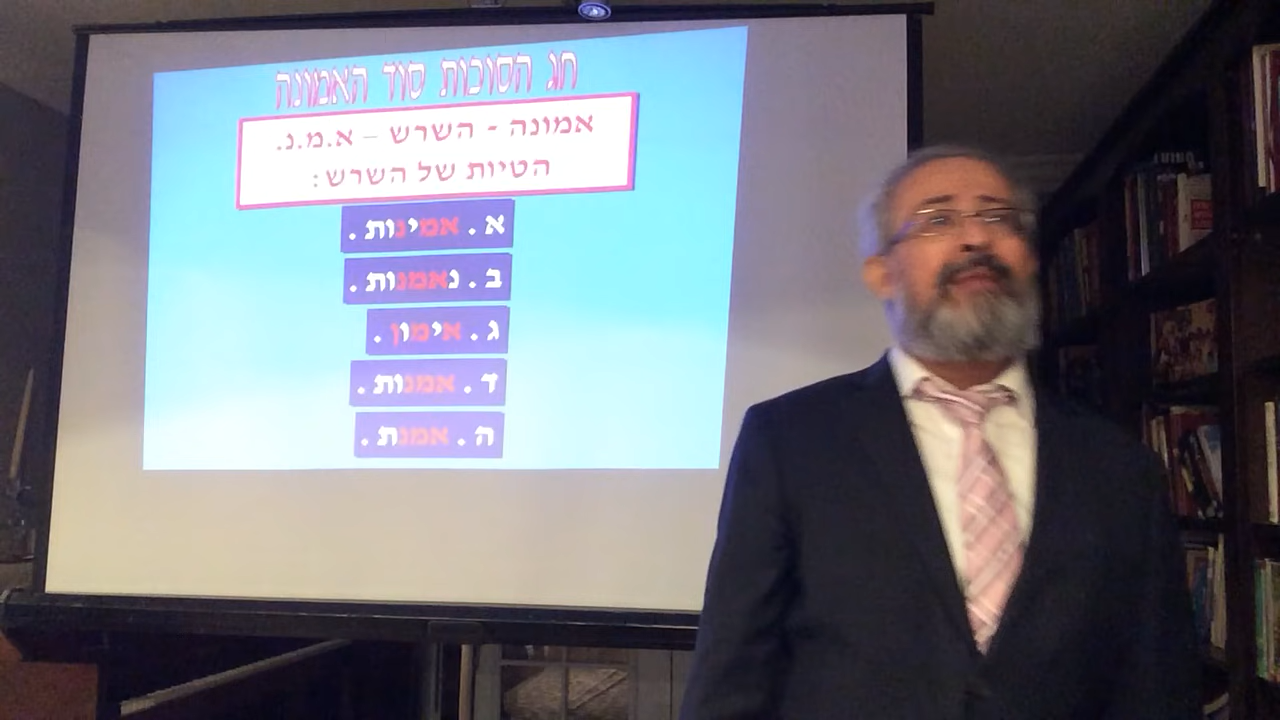 חג הסוכות סוד האמונה
אמונה - השרש – א.מ.נ.
הטיות של השרש:
א. אמינות.
ב. נאמנות.
ג. אימון.
ד. אמנות.
ה. אמנת.